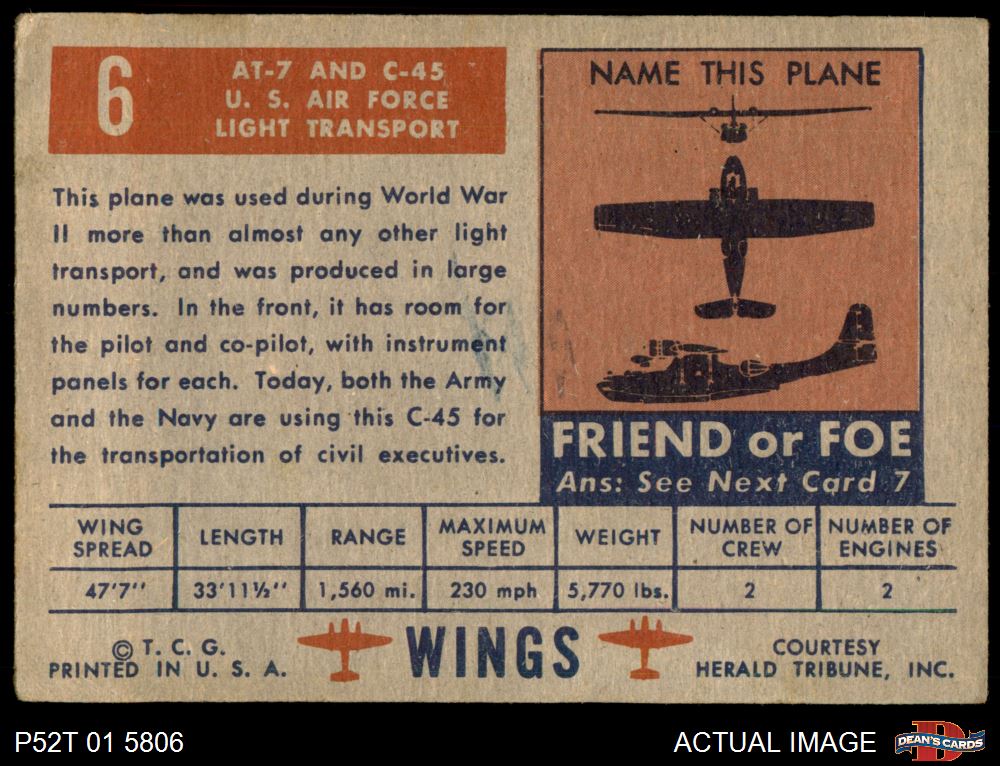 6
AT-7 AND C-45
U. S. AIR FORCE
LIGHT TRANSPORT
This plane was used during World War
II more than almost any other light
transport, and was produced in large
numbers. In the front, it has room for
the pilot and co-pilot, with instrument
panels for each. Today, both the Army
and the Navy are using this C-45 for
the transportation of civil executives.
NAME THIS PLANE
FRIEND or FOE
Ans: See Next Card 7
WING SPREAD
LENGTH
RANGE
MAXIMUM SPEED
WEIGHT
NUMBER OF CREW
NUMBER OF ENGINES
47'7"
33'11½"
1,560 mi.
230 mph
5,770 lbs.
2
2
© T. C. G.
PRINTED IN U. S. A.
WINGS
COURTESY
HERALD TRIBUNE, INC.
P52T 01 5806
ACTUAL IMAGE
DEAN'S CARDS